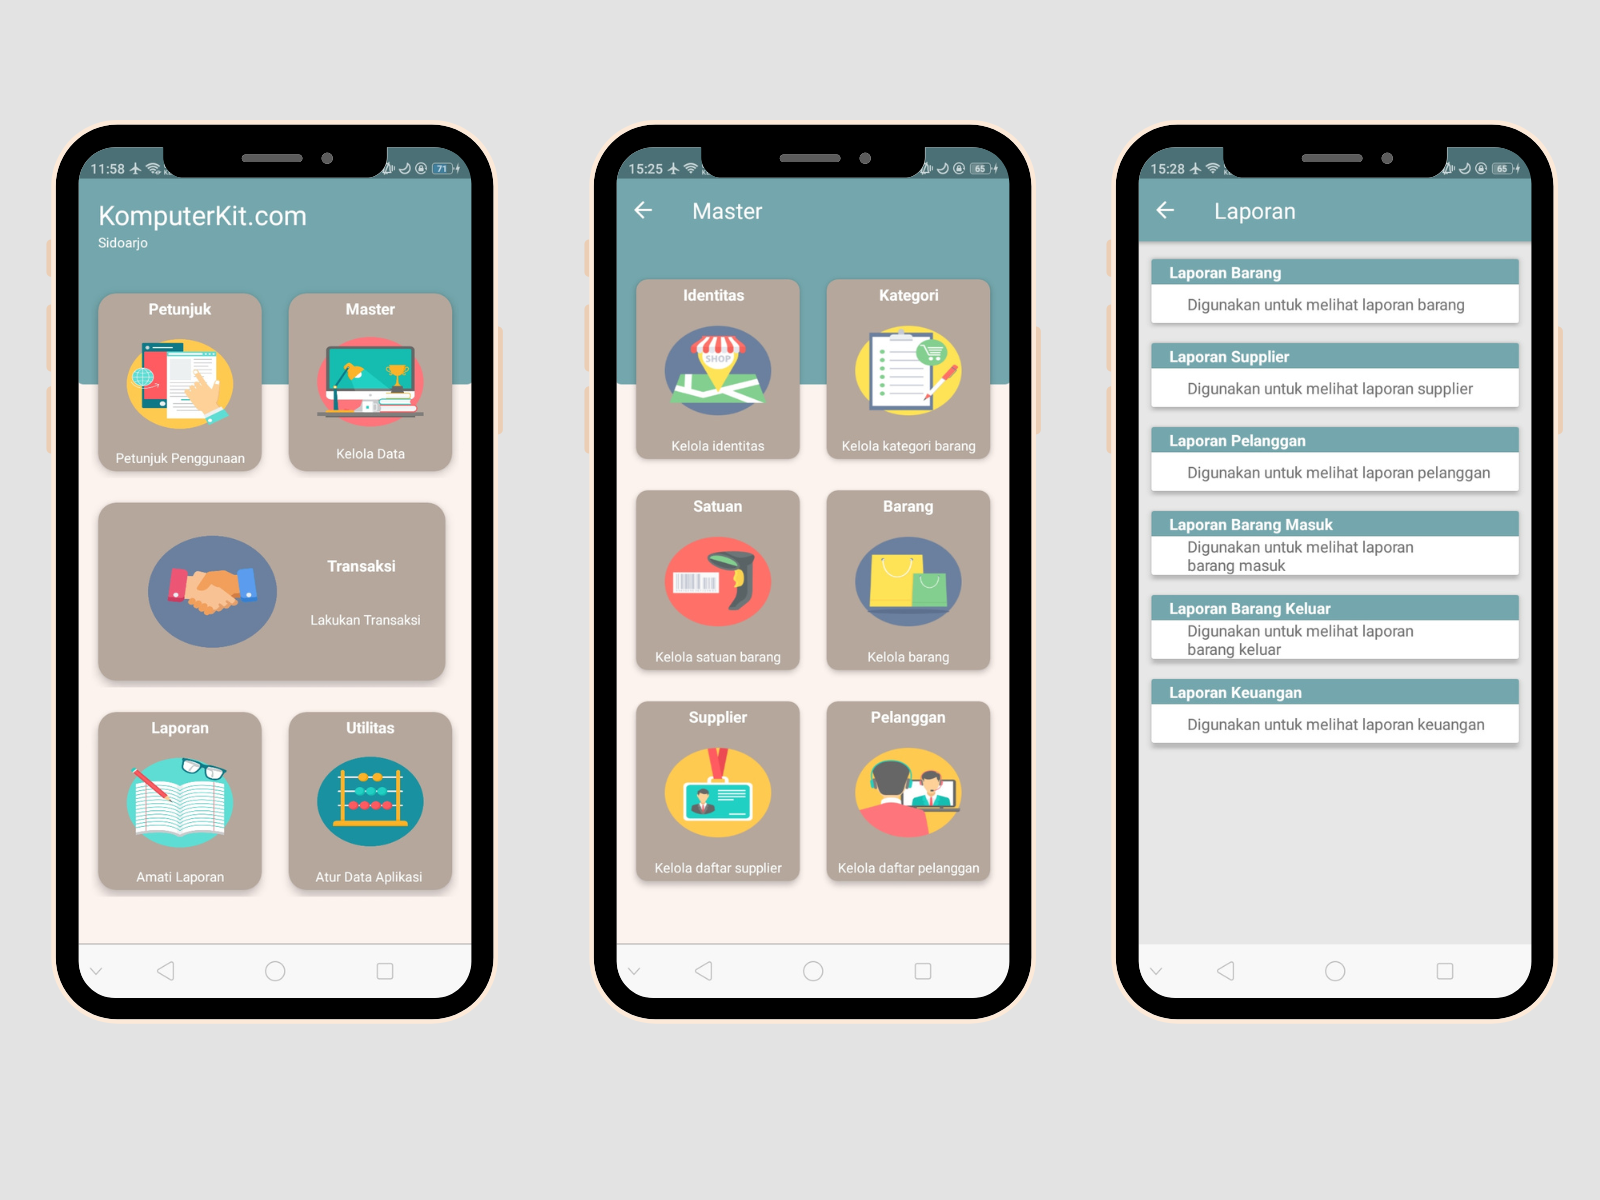 11:58
71
KomputerKit.com
Sidoarjo
Petunjuk
Petunjuk Penggunaan
Master
Kelola Data
Transaksi
Lakukan Transaksi
Laporan
Amati Laporan
Utilitas
Atur Data Aplikasi
15:25
65
Master
Identitas
SHOP
Kelola identitas
Kategori
Kelola kategori barang
Satuan
Kelola satuan barang
Barang
Kelola barang
Supplier
Kelola daftar supplier
Pelanggan
Kelola daftar pelanggan
15:28
65
Laporan
Laporan Barang
Digunakan untuk melihat laporan barang
Laporan Supplier
Digunakan untuk melihat laporan supplier
Laporan Pelanggan
Digunakan untuk melihat laporan pelanggan
Laporan Barang Masuk
Digunakan untuk melihat laporan
barang masuk
Laporan Barang Keluar
Digunakan untuk melihat laporan
barang keluar
Laporan Keuangan
Digunakan untuk melihat laporan keuangan